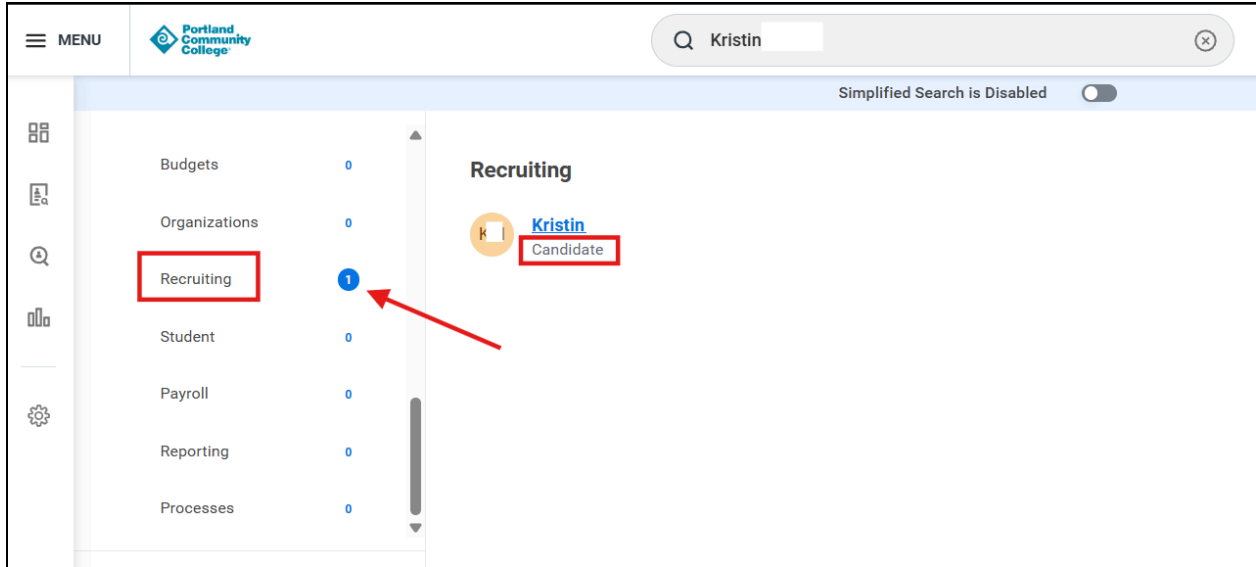 MENU
Portland
Community
College
Kristin
Simplified Search is Disabled
Budgets 0
Organizations 0
Recruiting 1
Student 0
Payroll 0
Reporting 0
Processes 0
Recruiting
Kristin
Candidate